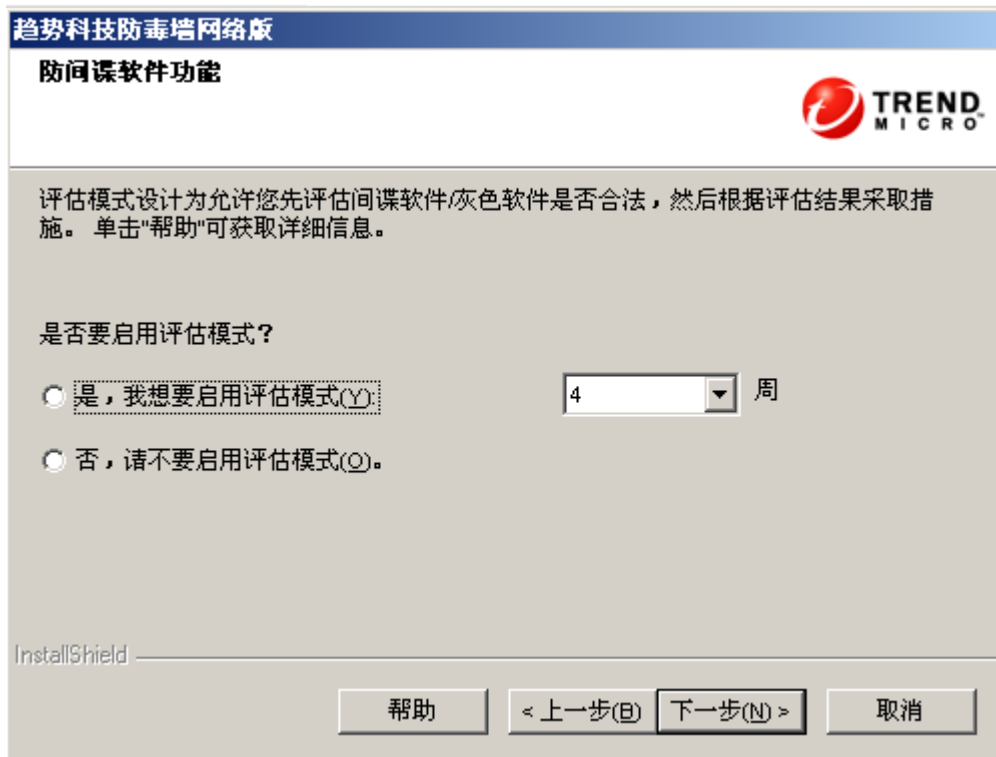 趋势科技防毒墙网络版
防间谍软件功能
TREND
MICRO™
评估模式设计为允许您先评估间谍软件/灰色软件是否合法，然后根据评估结果采取措
施。 单击"帮助"可获取详细信息。
是否要启用评估模式？
是，我想要启用评估模式(Y):
4 周
否，请不要启用评估模式(O)。
InstallShield
帮助 < 上一步(B) 下一步(N) > 取消